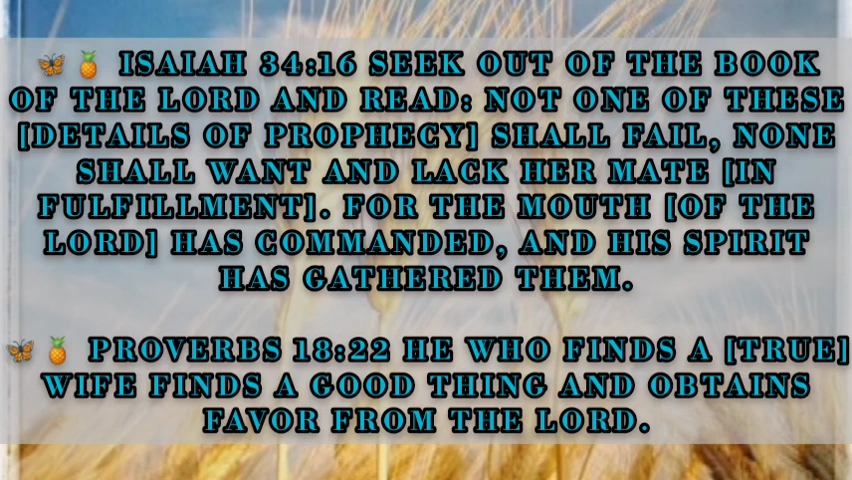 🦋🍍 ISAIAH 34:16 SEEK OUT OF THE BOOK
OF THE LORD AND READ: NOT ONE OF THESE
[DETAILS OF PROPHECY] SHALL FAIL, NONE
SHALL WANT AND LACK HER MATE [IN
FULFILLMENT]. FOR THE MOUTH [OF THE
LORD] HAS COMMANDED, AND HIS SPIRIT
HAS GATHERED THEM.
🦋🍍 PROVERBS 18:22 HE WHO FINDS A [TRUE]
WIFE FINDS A GOOD THING AND OBTAINS
FAVOR FROM THE LORD.